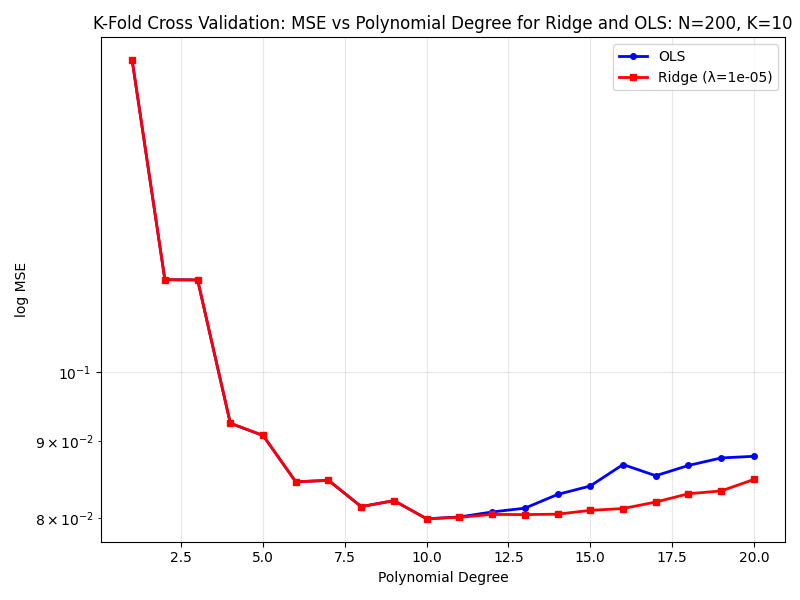 K-Fold Cross Validation: MSE vs Polynomial Degree for Ridge and OLS: N=200, K=10
OLS
Ridge (λ=1e-05)
log MSE
10⁻¹
9 × 10⁻²
8 × 10⁻²
2.5 5.0 7.5 10.0 12.5 15.0 17.5 20.0
Polynomial Degree